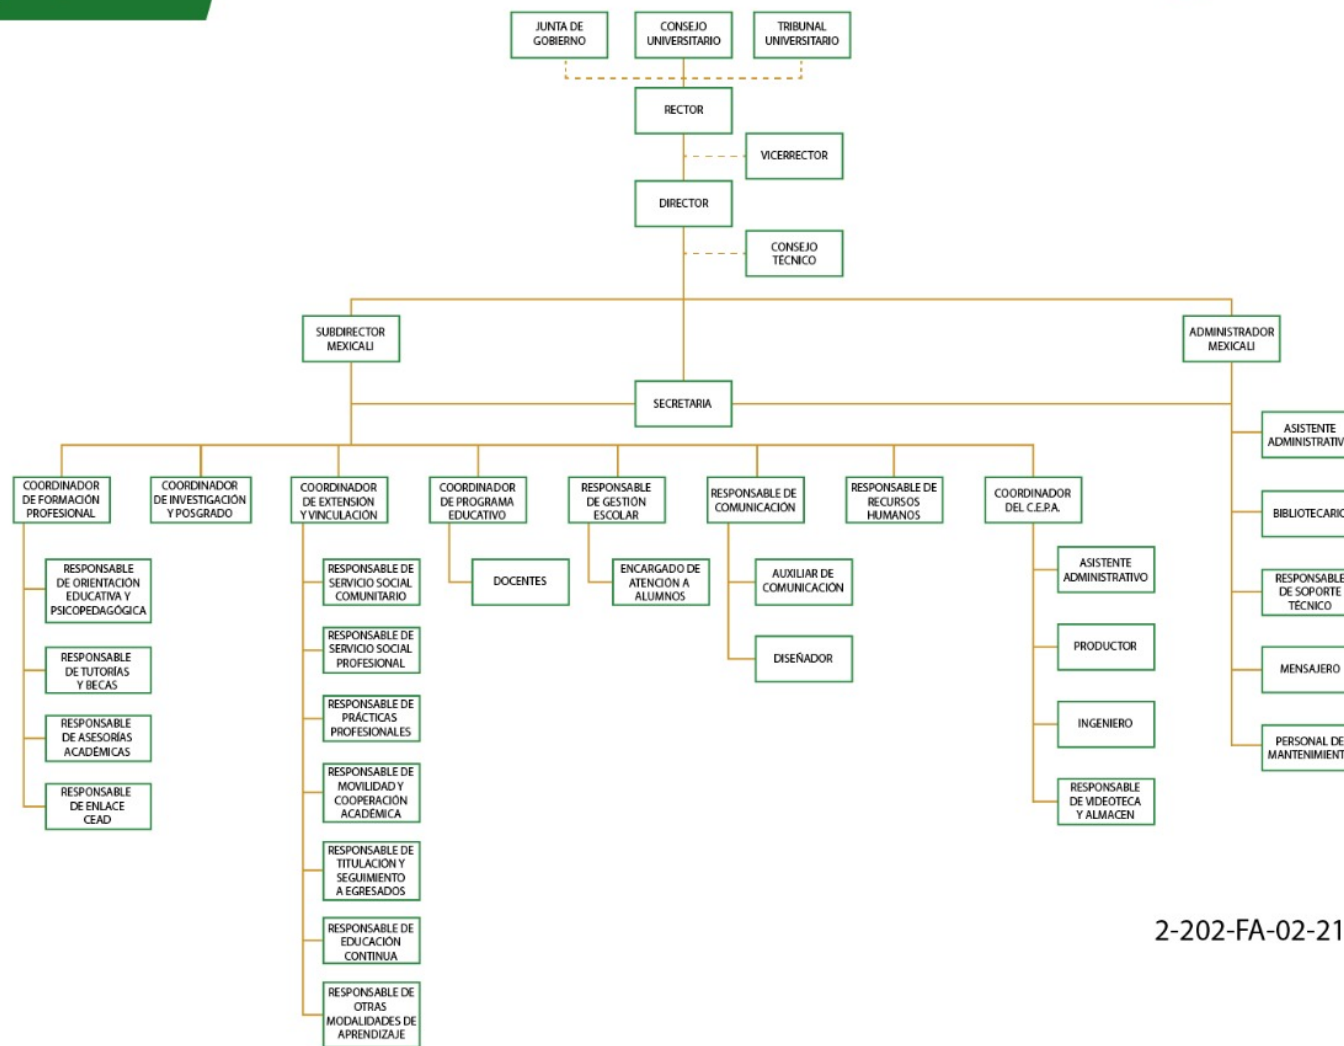 JUNTA DE
GOBIERNO
CONSEJO
UNIVERSITARIO
TRIBUNAL
UNIVERSITARIO
RECTOR
VICERRECTOR
DIRECTOR
CONSEJO
TÉCNICO
SUBDIRECTOR
MEXICALI
ADMINISTRADOR
MEXICALI
SECRETARIA
COORDINADOR
DE FORMACIÓN
PROFESIONAL
COORDINADOR
DE INVESTIGACIÓN
Y POSGRADO
COORDINADOR
DE EXTENSIÓN
Y VINCULACIÓN
COORDINADOR
DE PROGRAMA
EDUCATIVO
RESPONSABLE
DE GESTIÓN
ESCOLAR
RESPONSABLE DE
COMUNICACIÓN
RESPONSABLE DE
RECURSOS
HUMANOS
COORDINADOR
DEL C.E.P.A.
RESPONSABLE
DE ORIENTACIÓN
EDUCATIVA Y
PSICOPEDAGÓGICA
RESPONSABLE
DE TUTORÍAS
Y BECAS
RESPONSABLE
DE ASESORÍAS
ACADÉMICAS
RESPONSABLE
DE ENLACE
CEAD
RESPONSABLE DE
SERVICIO SOCIAL
COMUNITARIO
RESPONSABLE DE
SERVICIO SOCIAL
PROFESIONAL
RESPONSABLE DE
PRÁCTICAS
PROFESIONALES
RESPONSABLE DE
MOVILIDAD Y
COOPERACIÓN
ACADÉMICA
RESPONSABLE DE
TITULACIÓN Y
SEGUIMIENTO
A EGRESADOS
RESPONSABLE DE
EDUCACIÓN
CONTINUA
RESPONSABLE DE
OTRAS
MODALIDADES DE
APRENDIZAJE
DOCENTES
ENCARGADO DE
ATENCIÓN A
ALUMNOS
AUXILIAR DE
COMUNICACIÓN
DISEÑADOR
ASISTENTE
ADMINISTRATIVO
PRODUCTOR
INGENIERO
RESPONSABLE
DE VIDEOTECA
Y ALMACEN
ASISTENTE
ADMINISTRATIV
BIBLIOTECARIO
RESPONSABLE
DE SOPORTE
TÉCNICO
MENSAJERO
PERSONAL DE
MANTENIMIENT
2-202-FA-02-21